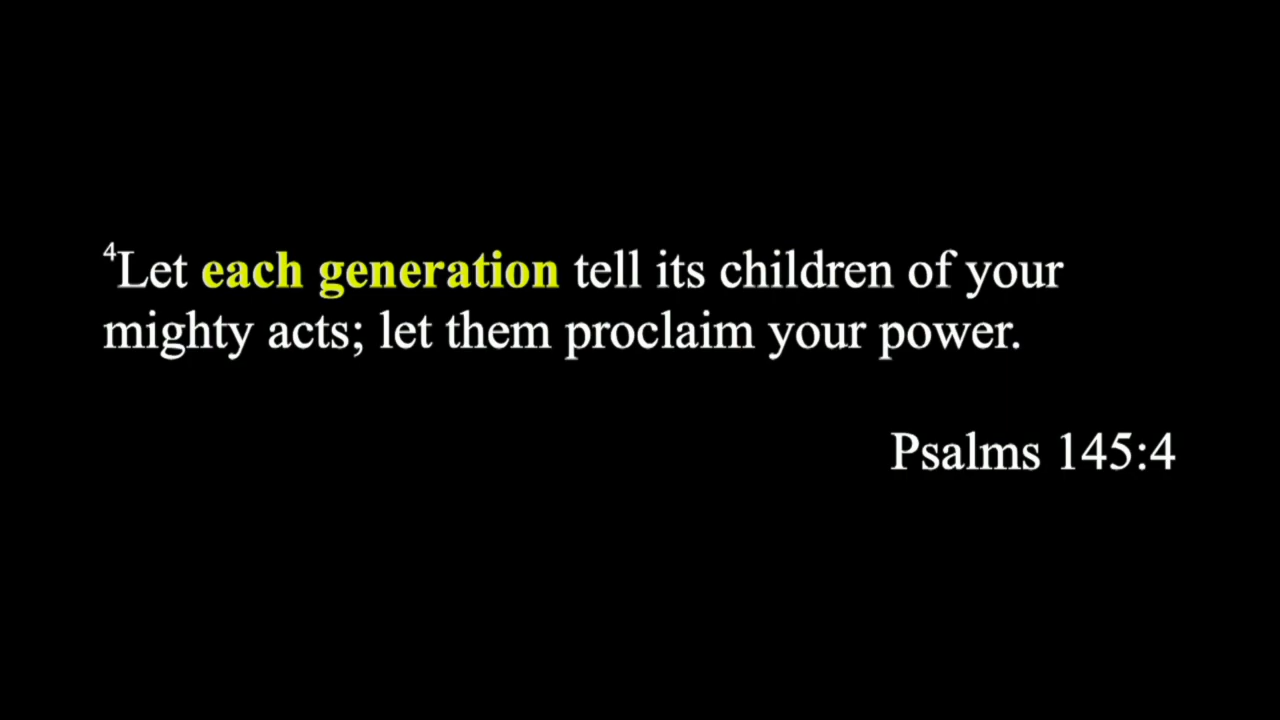 ⁴Let each generation tell its children of your
mighty acts; let them proclaim your power.
Psalms 145:4